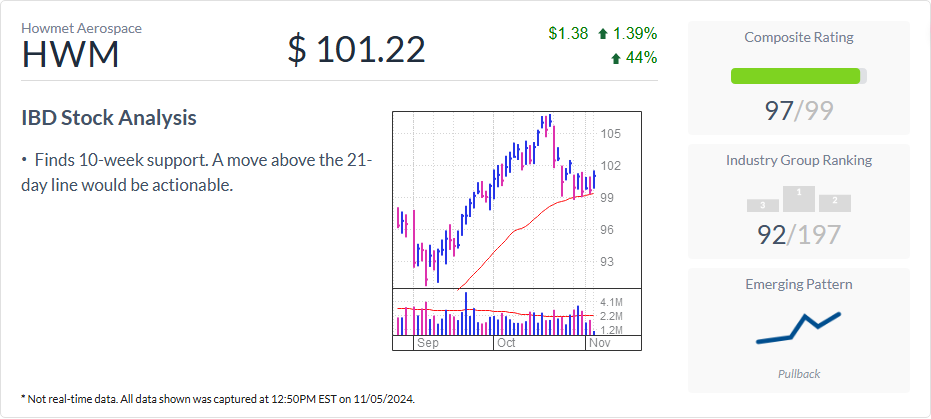 Howmet Aerospace
HWM
$ 101.22
$1.38 1.39%
44%
IBD Stock Analysis
• Finds 10-week support. A move above the 21-
day line would be actionable.
105
102
99
96
93
4.1M
2.2M
1.2M
Sep Oct Nov
Composite Rating
97/99
Industry Group Ranking
3 1 2
92/197
Emerging Pattern
Pullback
* Not real-time data. All data shown was captured at 12:50PM EST on 11/05/2024.